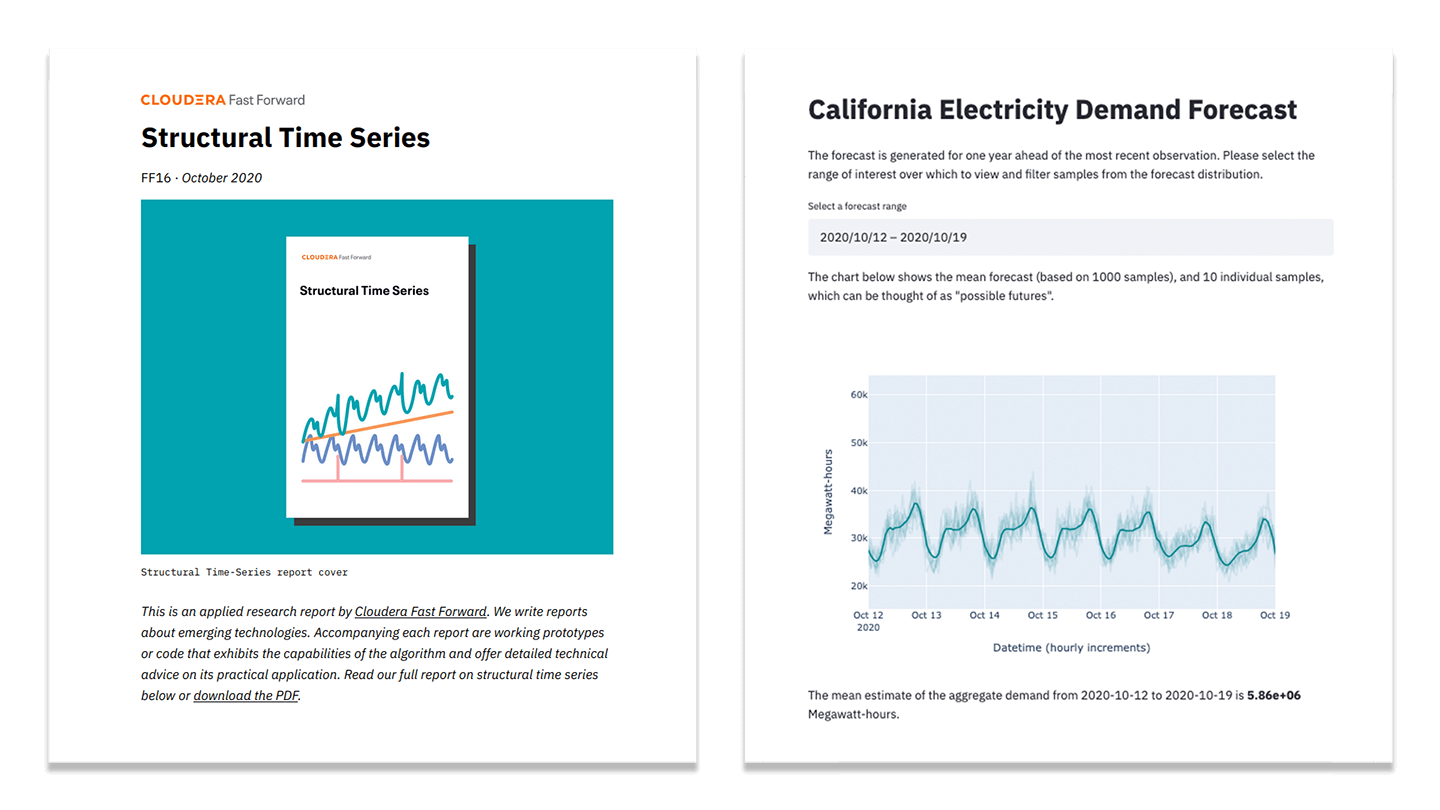 CLOUDERA Fast Forward
Structural Time Series
FF16 · October 2020
CLOUDERA Fast Forward
Structural Time Series
Structural Time-Series report cover
This is an applied research report by Cloudera Fast Forward. We write reports
about emerging technologies. Accompanying each report are working prototypes
or code that exhibits the capabilities of the algorithm and offer detailed technical
advice on its practical application. Read our full report on structural time series
below or download the PDF.
California Electricity Demand Forecast
The forecast is generated for one year ahead of the most recent observation. Please select the
range of interest over which to view and filter samples from the forecast distribution.
Select a forecast range
2020/10/12 – 2020/10/19
The chart below shows the mean forecast (based on 1000 samples), and 10 individual samples,
which can be thought of as "possible futures".
60k
50k
40k
30k
20k
Megawatt-hours
Oct 12 Oct 13 Oct 14 Oct 15 Oct 16 Oct 17 Oct 18 Oct 19
2020
Datetime (hourly increments)
The mean estimate of the aggregate demand from 2020-10-12 to 2020-10-19 is 5.86e+06
Megawatt-hours.